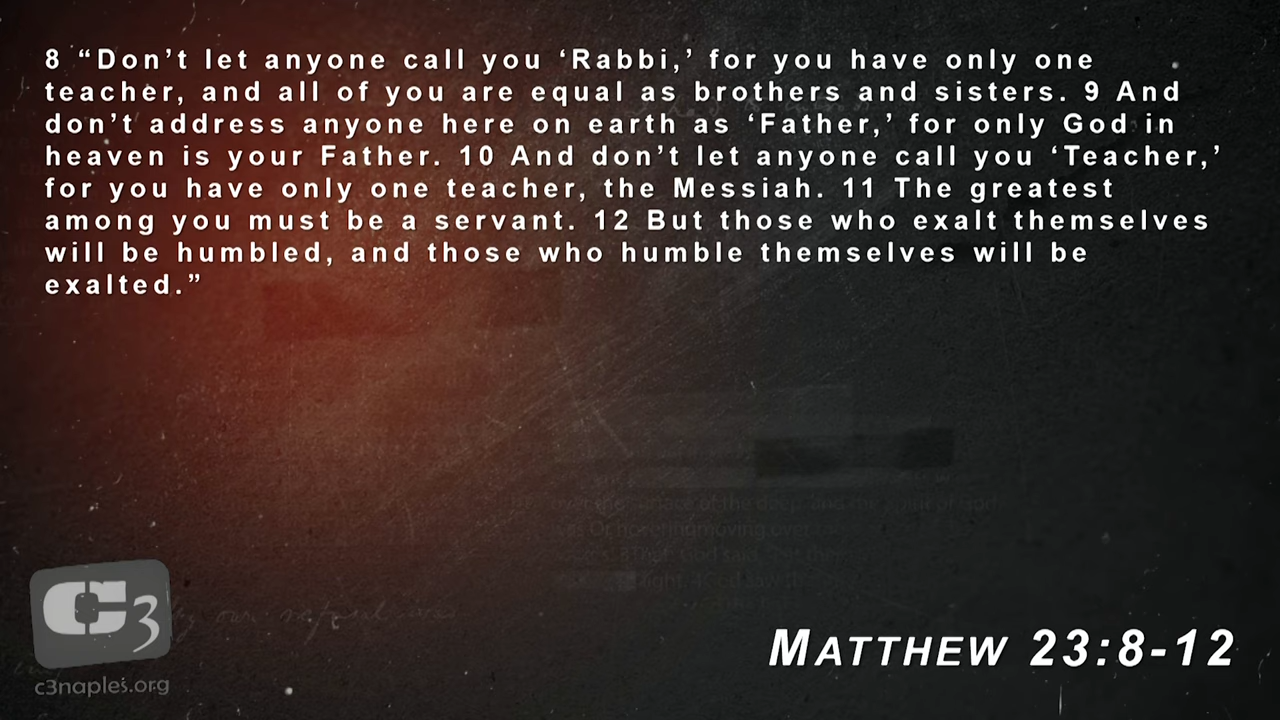 8 “Don’t let anyone call you ‘Rabbi,’ for you have only one
teacher, and all of you are equal as brothers and sisters. 9 And
don’t address anyone here on earth as ‘Father,’ for only God in
heaven is your Father. 10 And don’t let anyone call you ‘Teacher,’
for you have only one teacher, the Messiah. 11 The greatest
among you must be a servant. 12 But those who exalt themselves
will be humbled, and those who humble themselves will be
exalted.”
C3
c3naples.org
MATTHEW 23:8-12